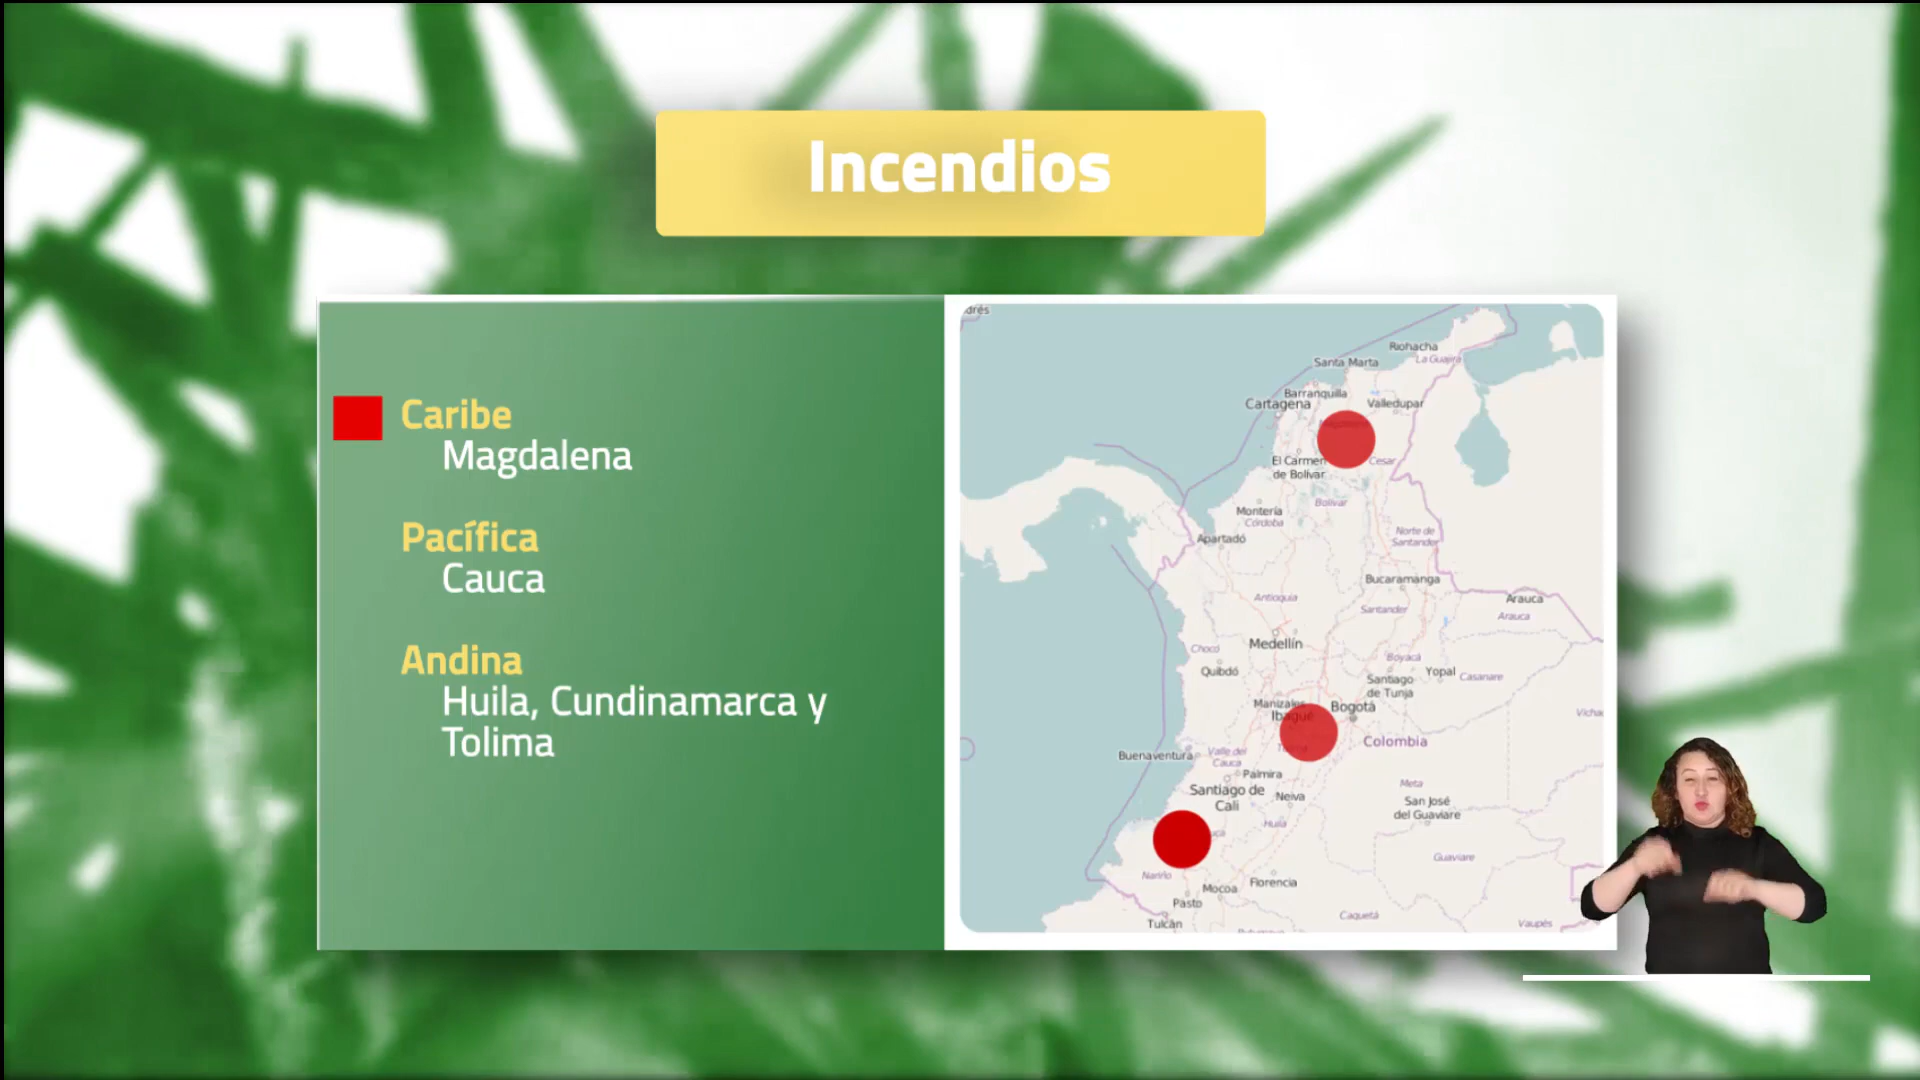 Incendios
Caribe
Magdalena
Pacífica
Cauca
Andina
Huila, Cundinamarca y
Tolima
drés
Riohacha
La Guajira
Santa Marta
Barranquilla
Cartagena
Valledupar
El Carmen
de Bolívar
Cesar
Bolívar
Montería
Córdoba
Apartadó
Norte de
Santander
Bucaramanga
Antioquia
Santander
Arauca
Arauca
Medellín
Chocó
Quibdó
Boyacá
Yopal
Casanare
Santiago
de Tunja
Manizales
Ibagué
Bogotá
Colombia
Buenaventura
Valle del
Cauca
Palmira
Santiago de
Cali
Neiva
Meta
San José
del Guaviare
Huila
Guaviare
Nariño
Mocoa
Florencia
Pasto
Caquetá
Tulcán
Vaupés